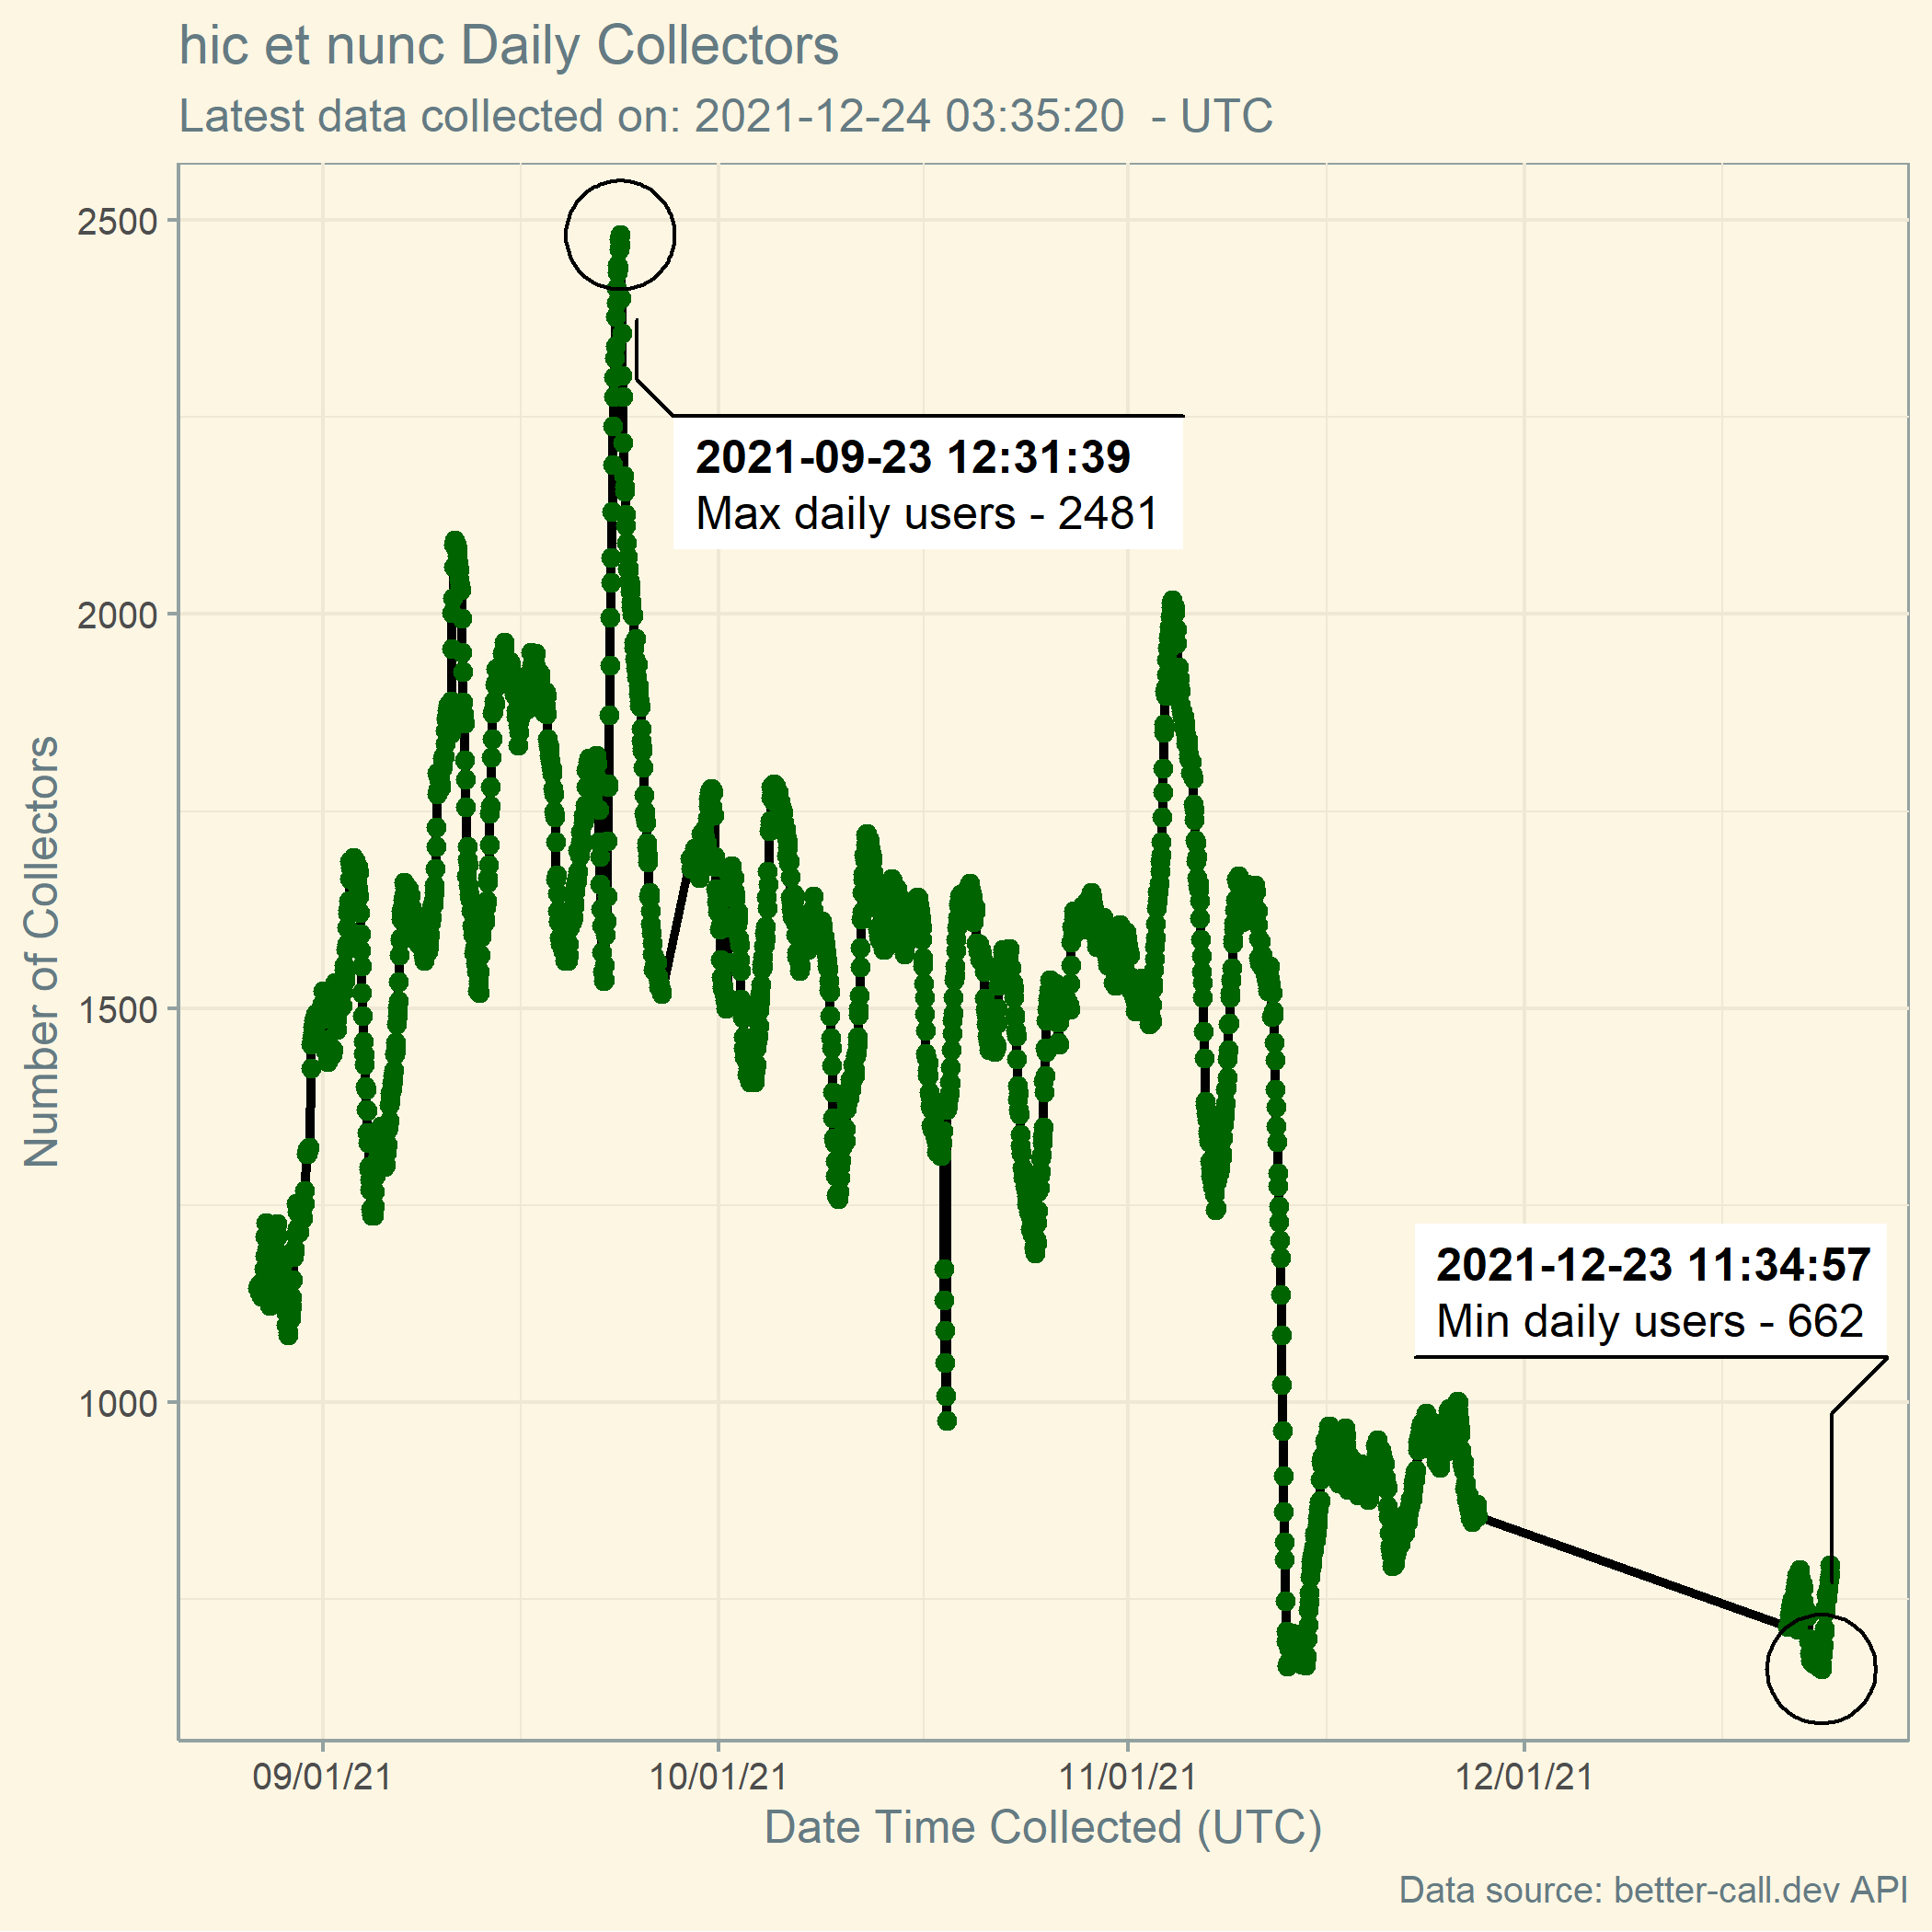 hic et nunc Daily Collectors
Latest data collected on: 2021-12-24 03:35:20  - UTC
2500
2000
1500
1000
Number of Collectors
2021-09-23 12:31:39
Max daily users - 2481
2021-12-23 11:34:57
Min daily users - 662
09/01/21
10/01/21
11/01/21
12/01/21
Date Time Collected (UTC)
Data source: better-call.dev API